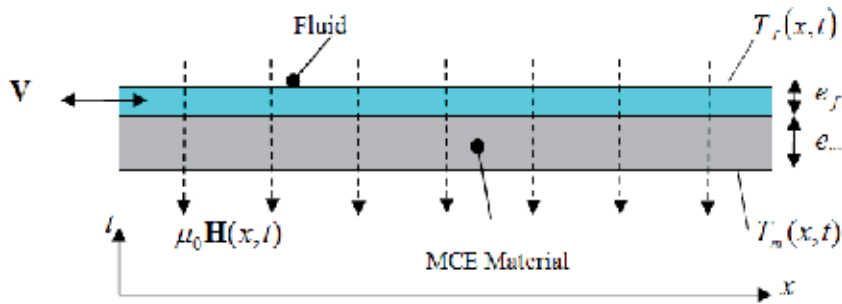 Fluid
T_f(x,t)
V
e_f
e_m
μ₀H(x,t)
T_m(x,t)
MCE Material
t
x